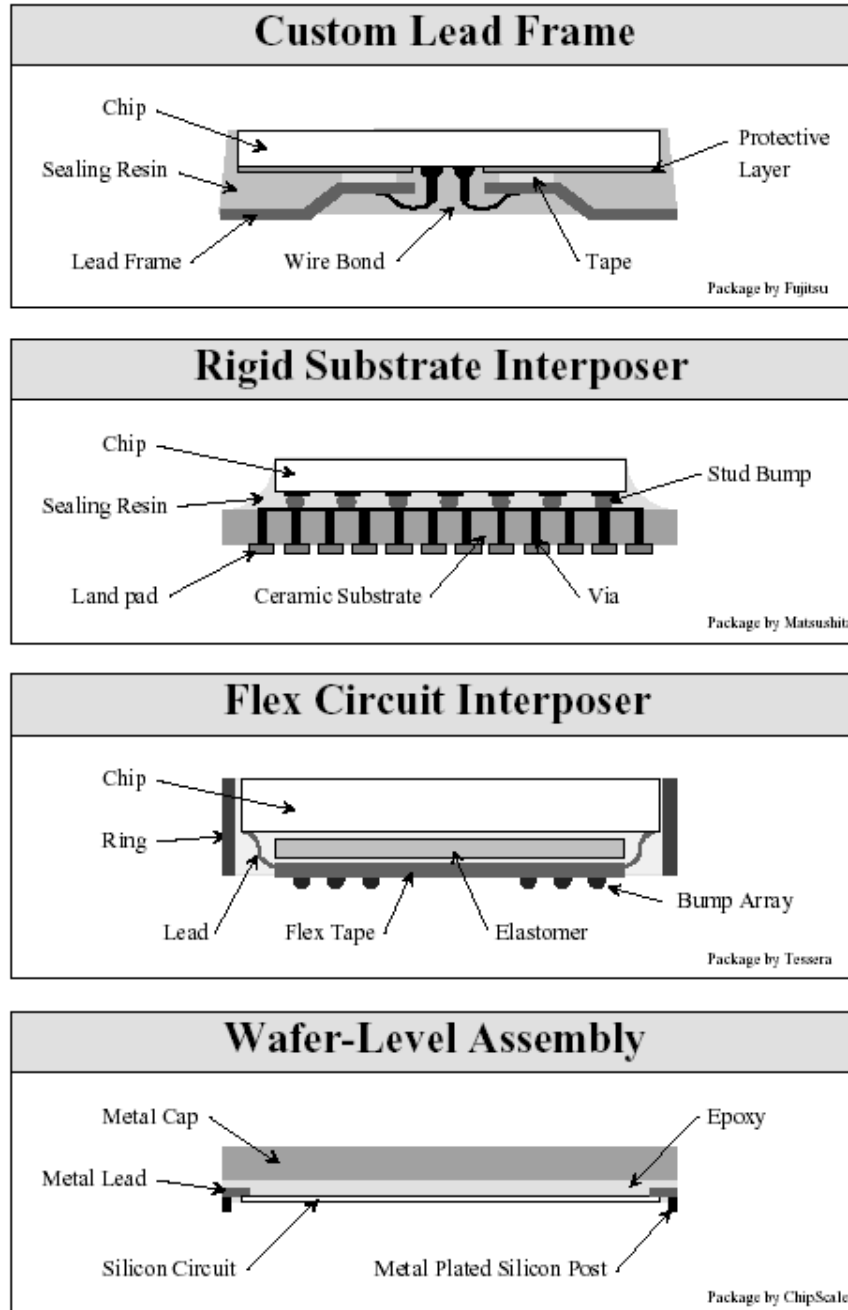 Custom Lead Frame
Chip
Protective
Layer
Sealing Resin
Lead Frame
Wire Bond
Tape
Package by Fujitsu
Rigid Substrate Interposer
Chip
Stud Bump
Sealing Resin
Land pad
Ceramic Substrate
Via
Package by Matsushita
Flex Circuit Interposer
Chip
Ring
Lead
Flex Tape
Elastomer
Bump Array
Package by Tessera
Wafer-Level Assembly
Metal Cap
Epoxy
Metal Lead
Silicon Circuit
Metal Plated Silicon Post
Package by ChipScale